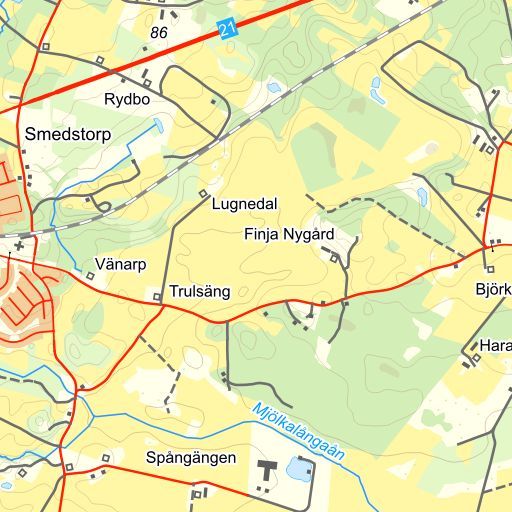 86
21
Rydbo
Smedstorp
Lugnedal
Finja Nygård
Vänarp
Trulsäng
Björk
Hara
Mjölkalångaån
Spångängen